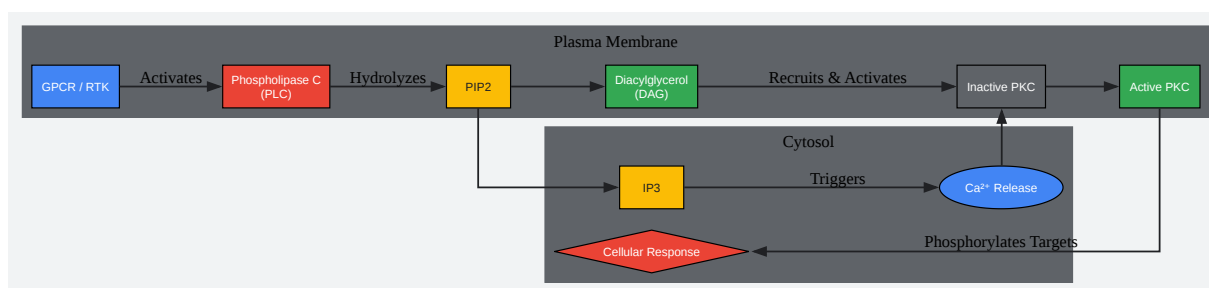 Plasma Membrane
GPCR / RTK
Activates
Phospholipase C
(PLC)
Hydrolyzes
PIP2
Diacylglycerol
(DAG)
Recruits & Activates
Inactive PKC
Active PKC
Cytosol
IP3
Triggers
Ca²⁺ Release
Cellular Response
Phosphorylates Targets